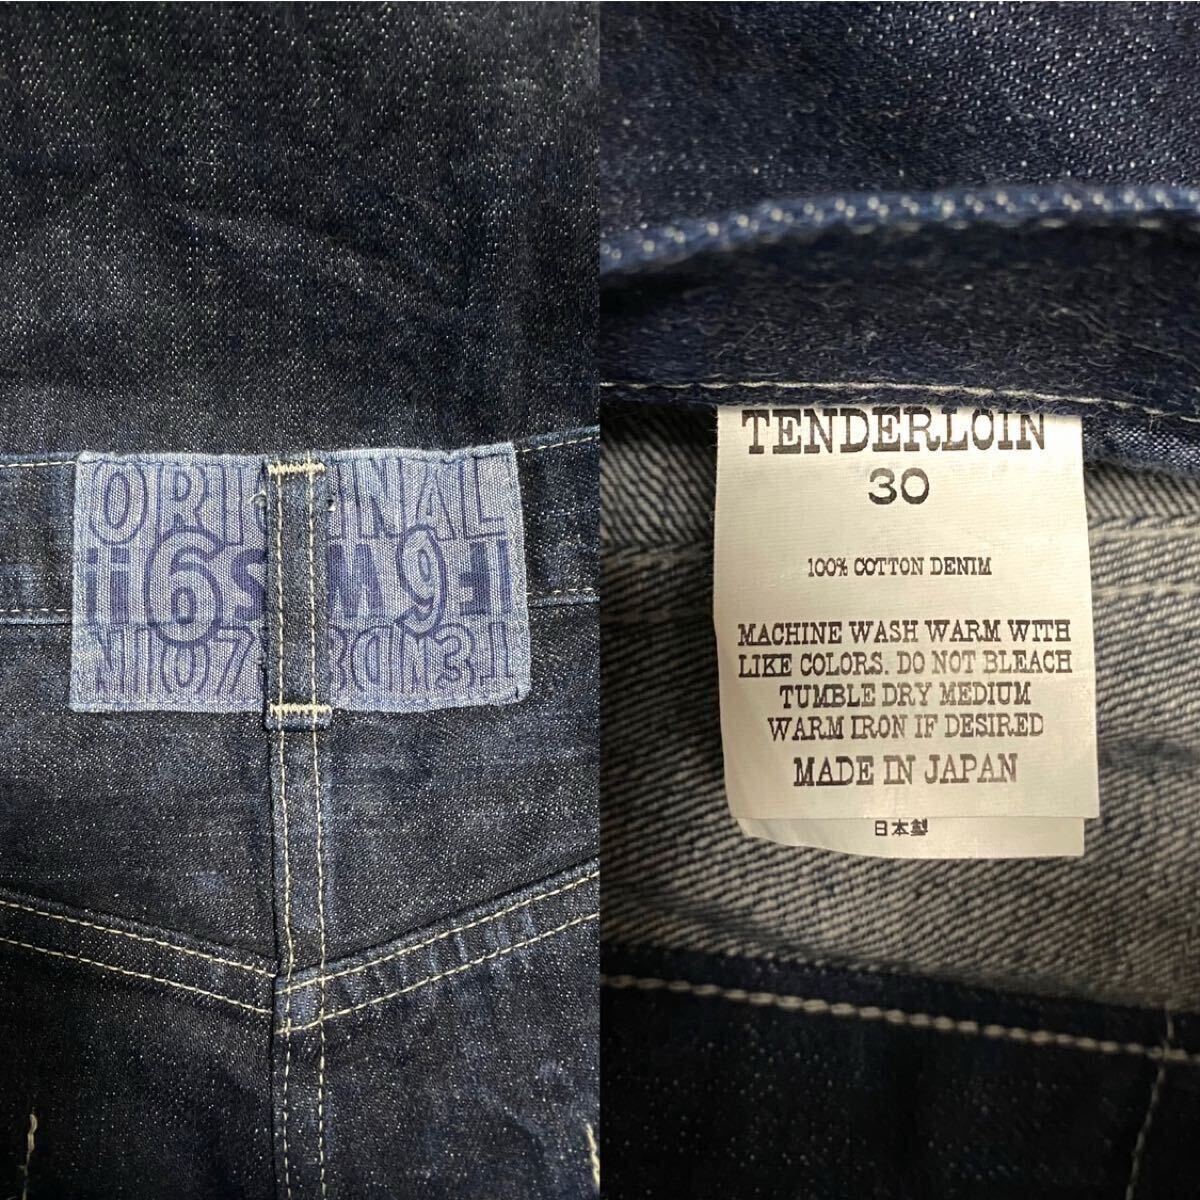 ORIGINAL
TENDERLOIN
30
100% COTTON DENIM
MACHINE WASH WARM WITH
LIKE COLORS. DO NOT BLEACH
TUMBLE DRY MEDIUM
WARM IRON IF DESIRED
MADE IN JAPAN
日本製